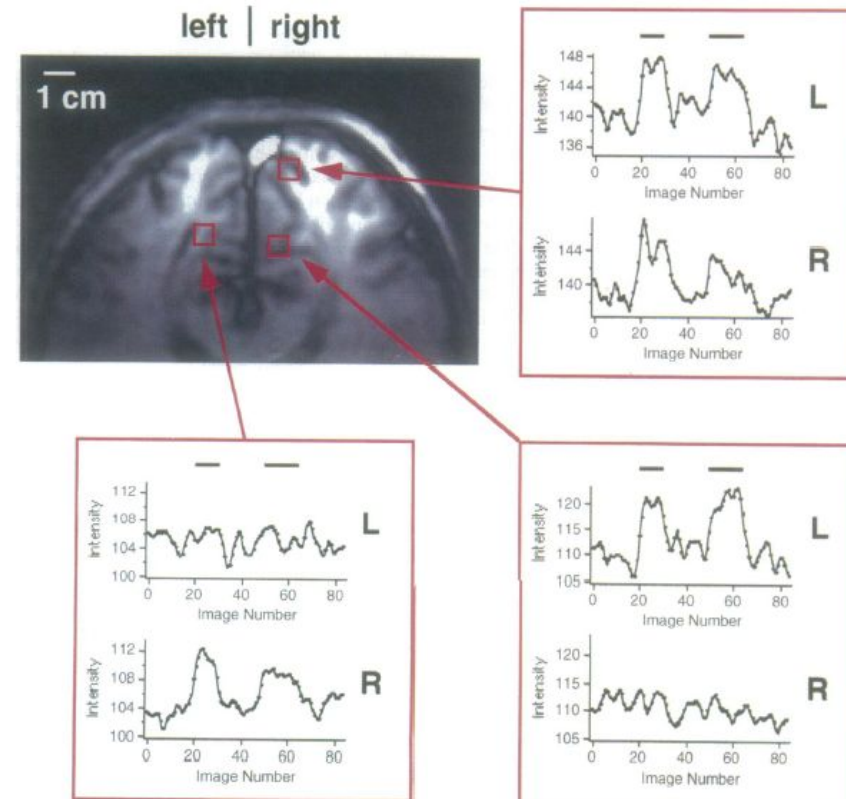 left | right
1 cm
148
144
140
136
Intensity
0 20 40 60 80
Image Number
L
144
140
Intensity
0 20 40 60 80
Image Number
R
112
108
104
100
Intensity
0 20 40 60 80
Image Number
L
112
108
104
100
Intensity
0 20 40 60 80
Image Number
R
120
115
110
105
Intensity
0 20 40 60 80
Image Number
L
120
115
110
105
Intensity
0 20 40 60 80
Image Number
R